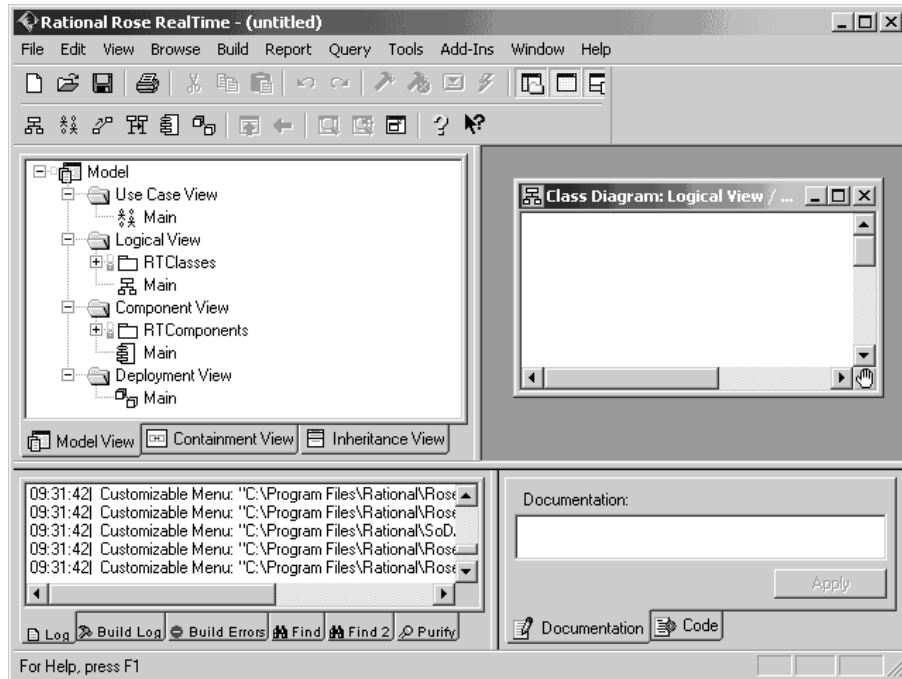 Rational Rose RealTime - (untitled)
File Edit View Browse Build Report Query Tools Add-Ins Window Help
Model
Use Case View
Main
Logical View
RTClasses
Main
Component View
RTComponents
Main
Deployment View
Main
Model View Containment View Inheritance View
Class Diagram: Logical View / ...
09:31:42| Customizable Menu: "C:\Program Files\Rational\Rose
09:31:42| Customizable Menu: "C:\Program Files\Rational\Rose
09:31:42| Customizable Menu: "C:\Program Files\Rational\SoD.
09:31:42| Customizable Menu: "C:\Program Files\Rational\Rose
09:31:42| Customizable Menu: "C:\Program Files\Rational\Rose
Log Build Log Build Errors Find Find 2 Purify
Documentation:
Apply
Documentation Code
For Help, press F1